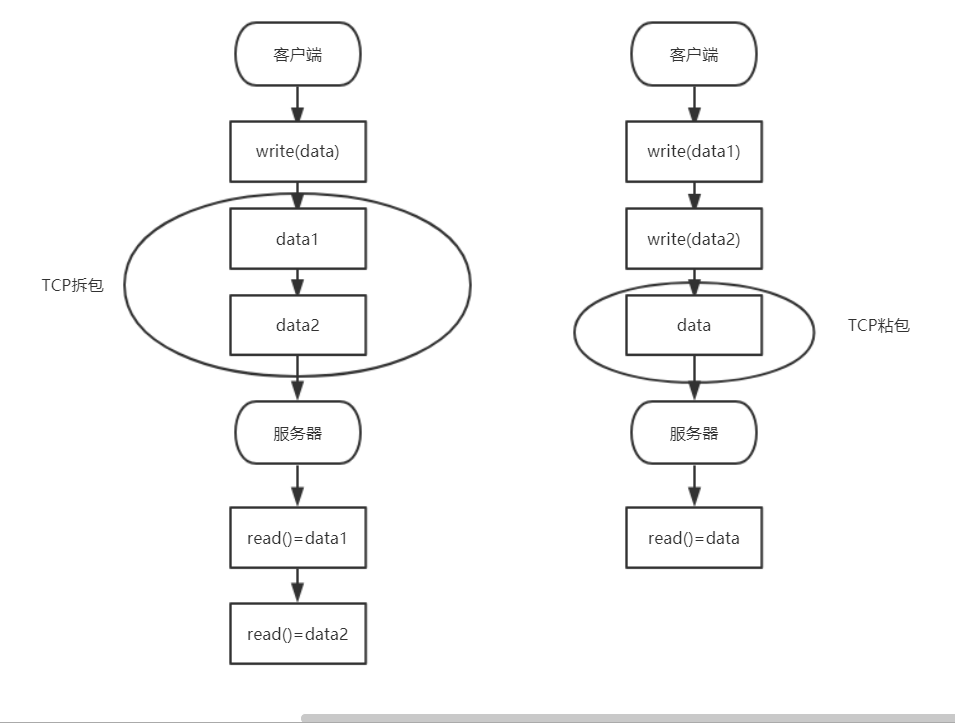 客户端
write(data)
data1
TCP拆包
data2
服务器
read()=data1
read()=data2
客户端
write(data1)
write(data2)
data
TCP粘包
服务器
read()=data